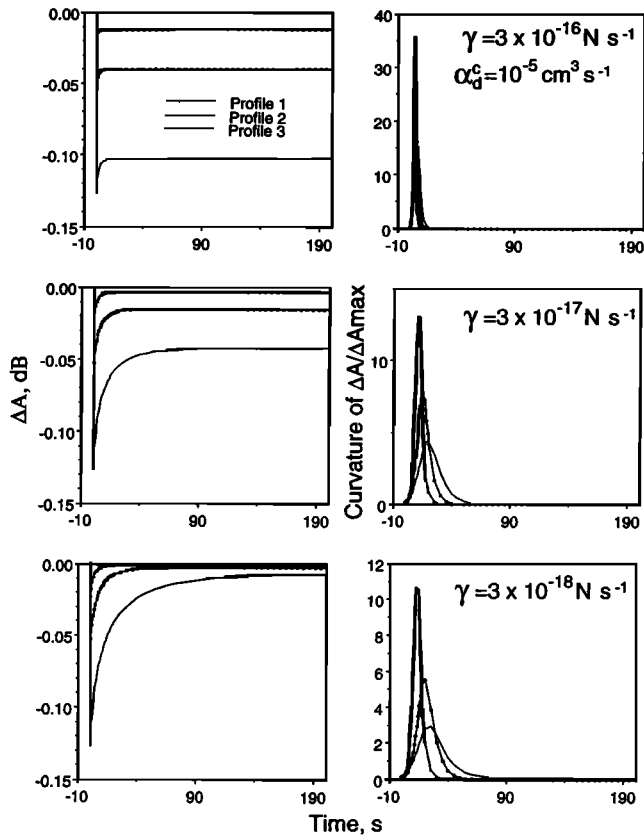 0.00
-0.05
-0.10
-0.15
-10 90 190
Profile 1
Profile 2
Profile 3
40
30
20
10
0
-10 90 190
γ = 3 x 10⁻¹⁶ N s⁻¹
α_d^c = 10⁻⁵ cm³ s⁻¹
0.00
-0.05
-0.10
-0.15
-10 90 190
ΔA, dB
10
0
-10 90 190
γ = 3 x 10⁻¹⁷ N s⁻¹
Curvature of ΔA/ΔAmax
0.00
-0.05
-0.10
-0.15
-10 90 190
12
10
8
6
4
2
0
-10 90 190
γ = 3 x 10⁻¹⁸ N s⁻¹
Time, s